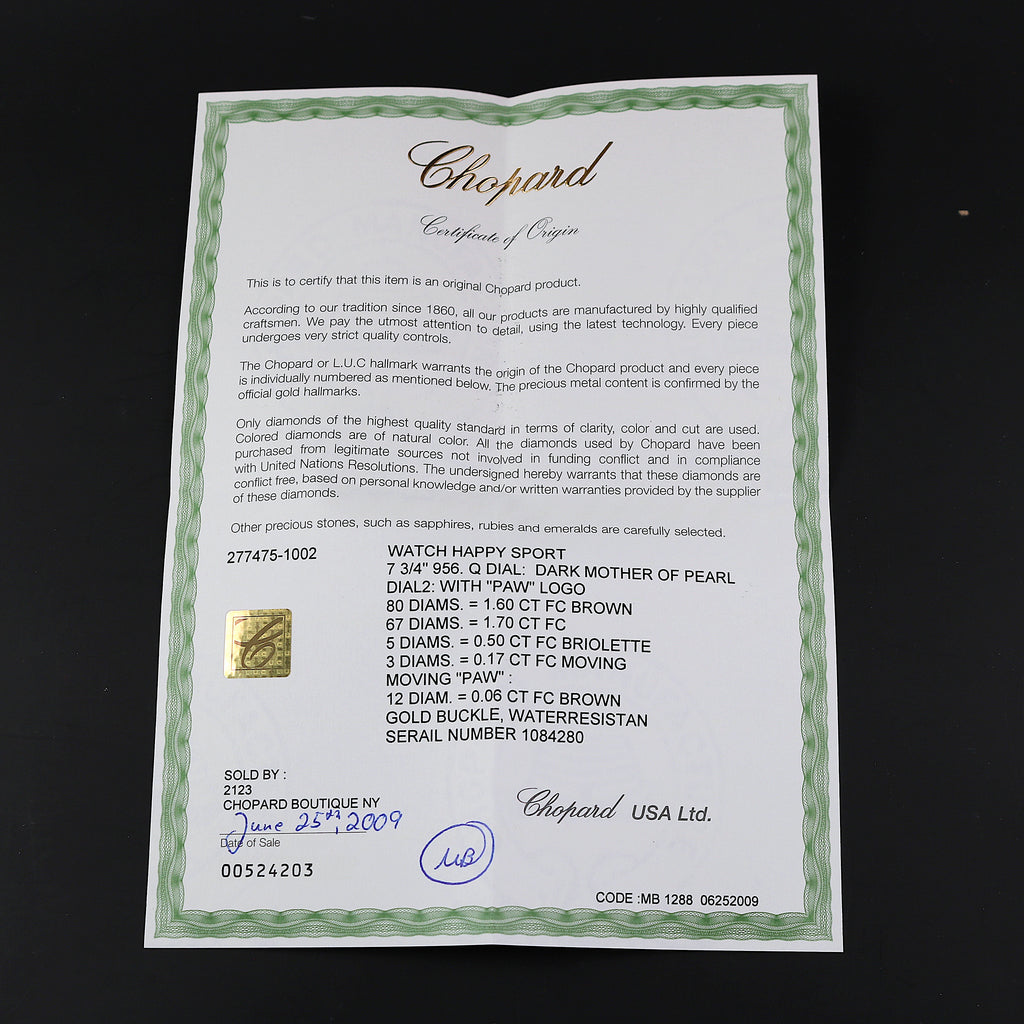 Chopard
Certificate of Origin
This is to certify that this item is an original Chopard product.
According to our tradition since 1860, all our products are manufactured by highly qualified
craftsmen. We pay the utmost attention to detail, using the latest technology. Every piece
undergoes very strict quality controls.
The Chopard or L.U.C hallmark warrants the origin of the Chopard product and every piece
is individually numbered as mentioned below. The precious metal content is confirmed by the
official gold hallmarks.
Only diamonds of the highest quality standard in terms of clarity, color and cut are used.
Colored diamonds are of natural color. All the diamonds used by Chopard have been
purchased from legitimate sources not involved in funding conflict and in compliance
with United Nations Resolutions. The undersigned hereby warrants that these diamonds are
conflict free, based on personal knowledge and/or written warranties provided by the supplier
of these diamonds.
Other precious stones, such as sapphires, rubies and emeralds are carefully selected.
277475-1002 WATCH HAPPY SPORT
7 3/4" 956. Q DIAL: DARK MOTHER OF PEARL
DIAL2: WITH "PAW" LOGO
80 DIAMS. = 1.60 CT FC BROWN
67 DIAMS. = 1.70 CT FC
5 DIAMS. = 0.50 CT FC BRIOLETTE
3 DIAMS. = 0.17 CT FC MOVING
MOVING "PAW" :
12 DIAM. = 0.06 CT FC BROWN
GOLD BUCKLE, WATERRESISTAN
SERAIL NUMBER 1084280
SOLD BY :
2123
CHOPARD BOUTIQUE NY
June 25th, 2009
Date of Sale
00524203
MB
Chopard USA Ltd.
CODE :MB 1288 06252009